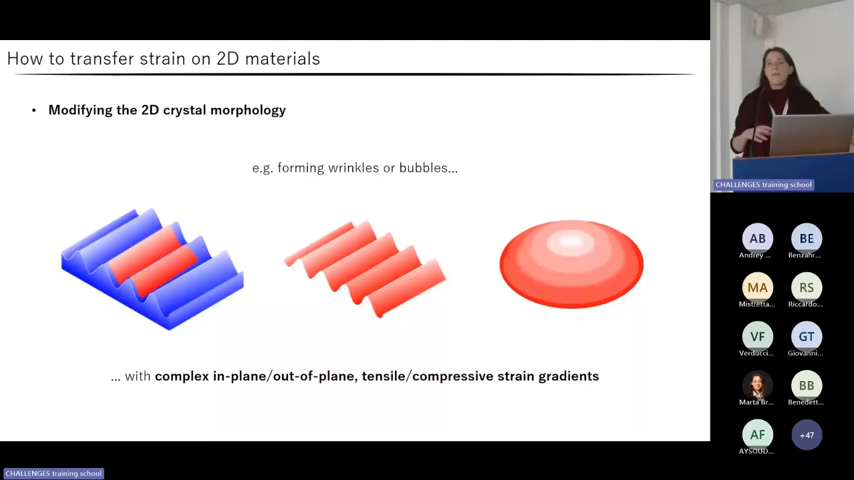 How to transfer strain on 2D materials
• Modifying the 2D crystal morphology
e.g. forming wrinkles or bubbles...
... with complex in-plane/out-of-plane, tensile/compressive strain gradients
CHALLENGES training school
AB
Andrey ...
BE
Benzahr...
MA
Mistretta...
RS
Riccardo...
VF
Verducci...
GT
Giovanni...
Marta Br...
BB
Benedett...
AF
AYSOUD...
+47
CHALLENGES training school